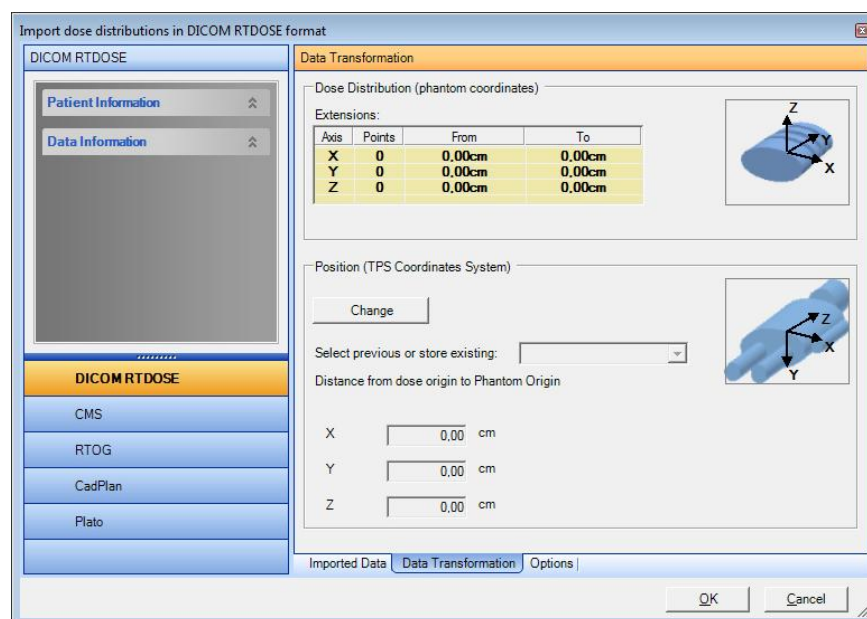 Import dose distributions in DICOM RTDOSE format
DICOM RTDOSE
Patient Information
Data Information
DICOM RTDOSE
CMS
RTOG
CadPlan
Plato
Data Transformation
Dose Distribution (phantom coordinates)
Extensions:
Axis Points From To
X 0 0,00cm 0,00cm
Y 0 0,00cm 0,00cm
Z 0 0,00cm 0,00cm
Z
Y
X
Position (TPS Coordinates System)
Change
Select previous or store existing:
Distance from dose origin to Phantom Origin
X 0,00 cm
Y 0,00 cm
Z 0,00 cm
Z
X
Y
Imported Data Data Transformation Options
OK Cancel